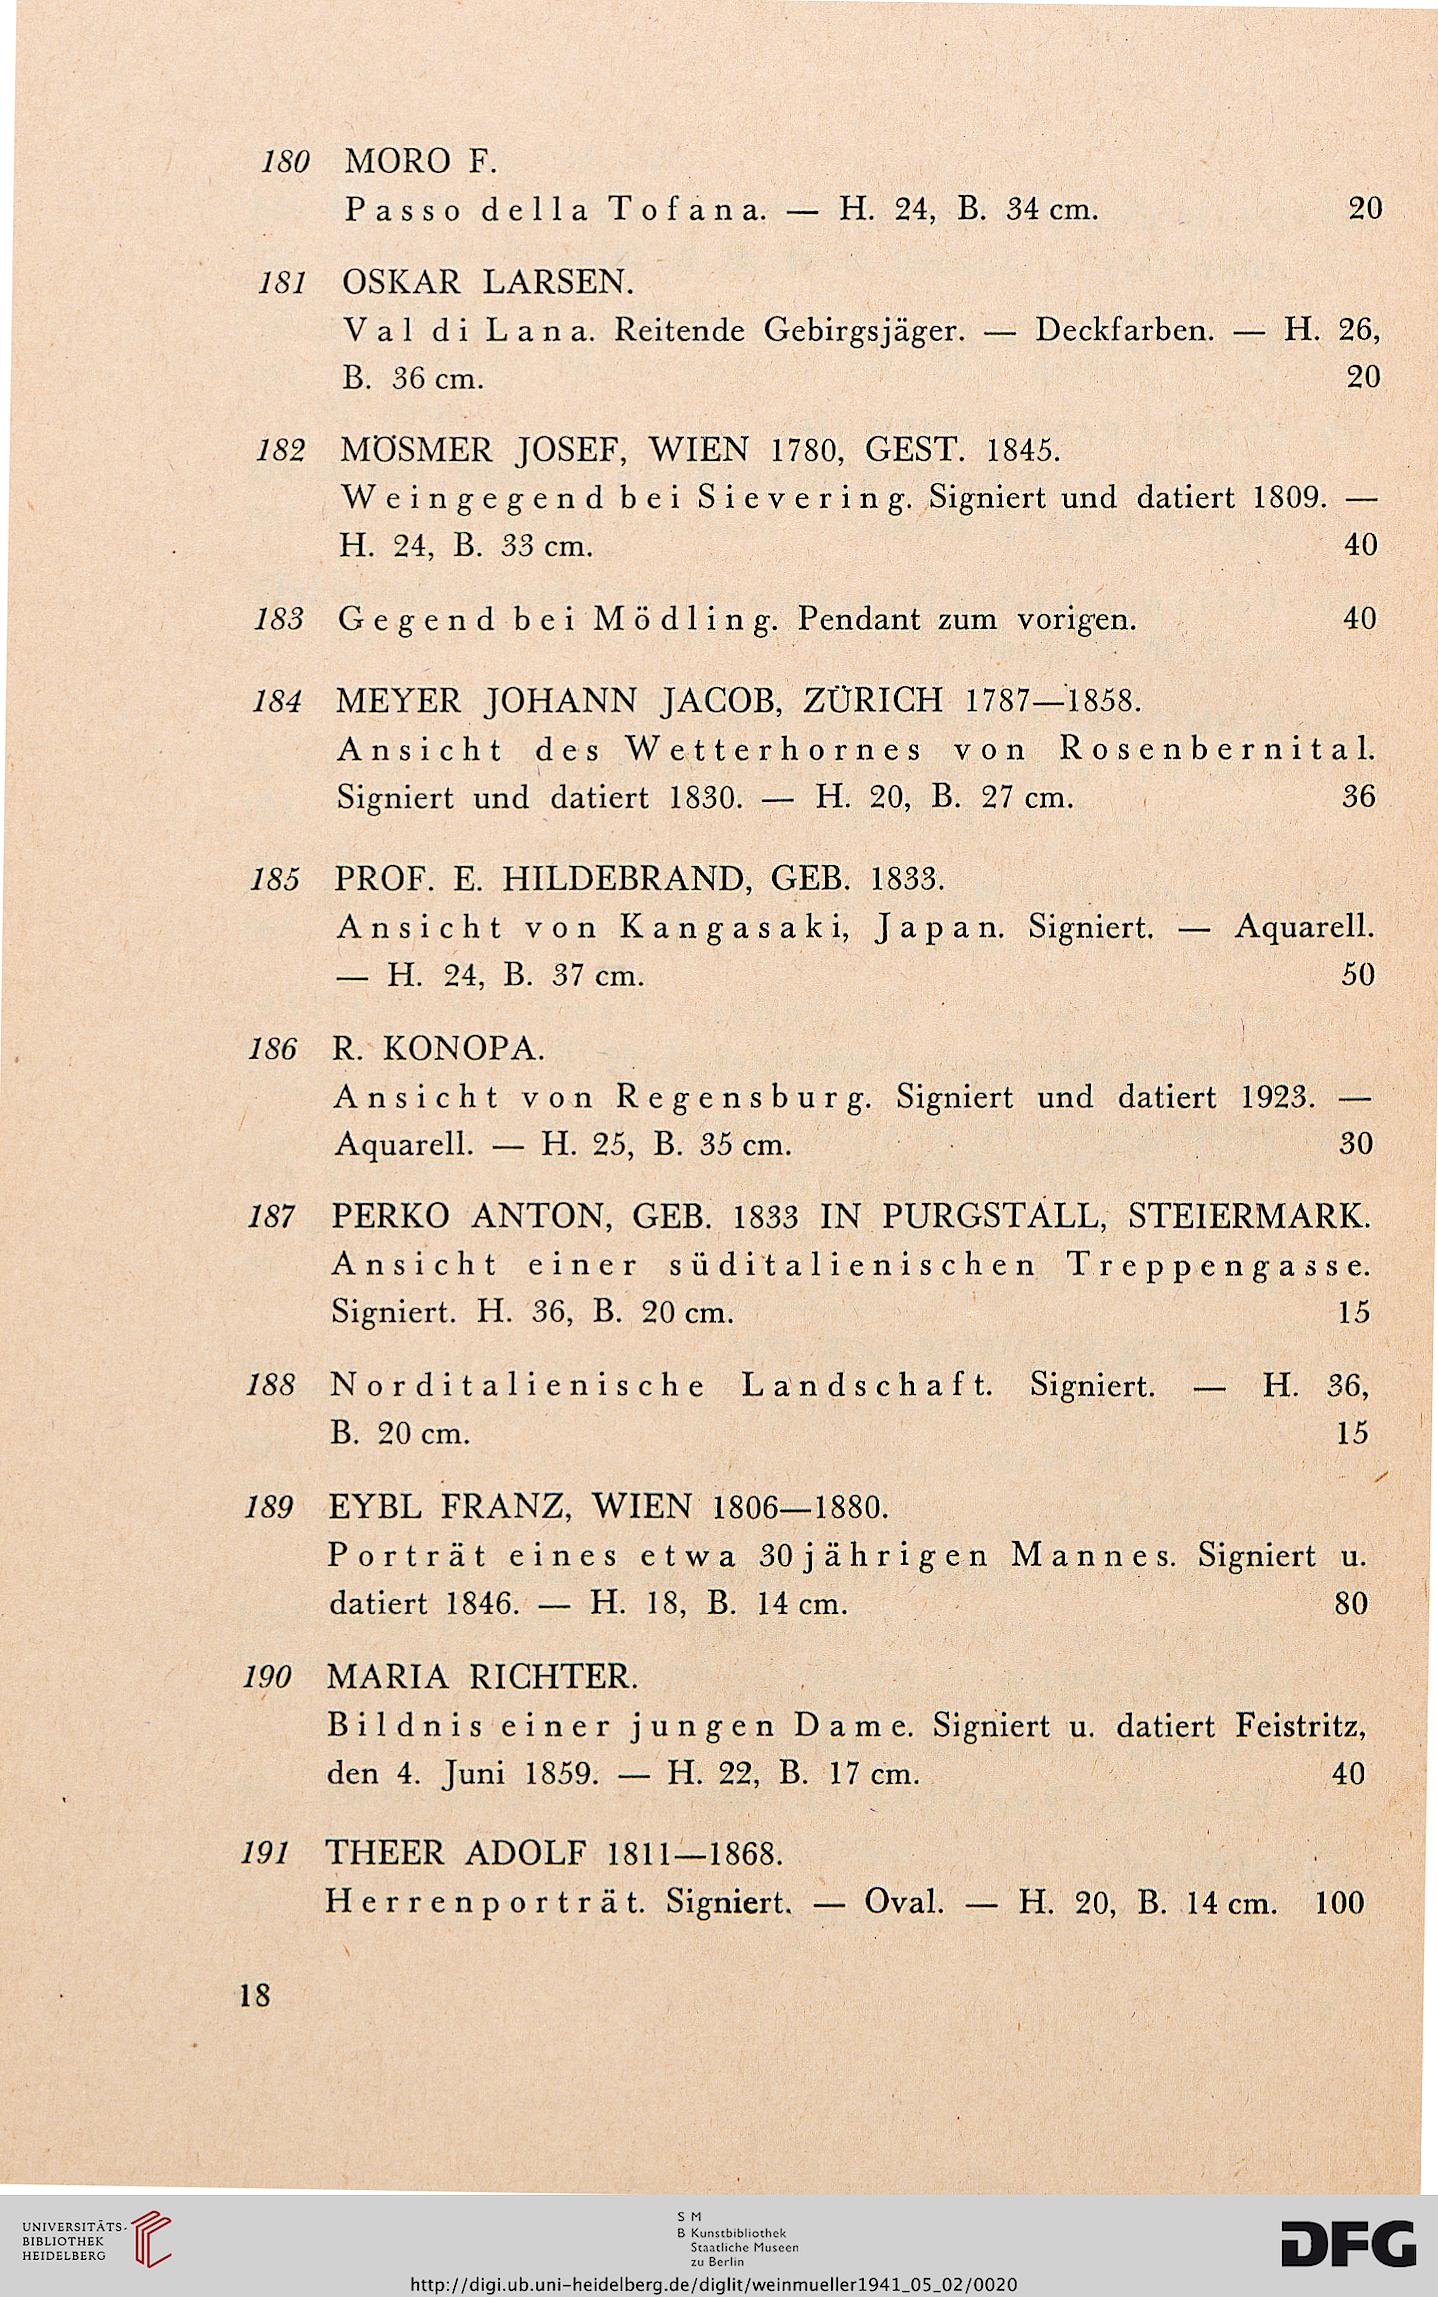 180 MORO F.
Passo della Tofana. — H. 24, B. 34 cm. 20
181 OSKAR LARSEN.
Val di Lana. Reitende Gebirgsjäger. — Deckfarben. — H. 26,
B. 36 cm. 20
182 MÖSMER JOSEF, WIEN 1780, GEST. 1845.
Weingegend bei Sievering. Signiert und datiert 1809. —
H. 24, B. 33 cm. 40
183 Gegend bei Mödling. Pendant zum vorigen. 40
184 MEYER JOHANN JACOB, ZÜRICH 1787—1858.
Ansicht des Wetterhornes von Rosenbernital.
Signiert und datiert 1830. — H. 20, B. 27 cm. 36
185 PROF. E. HILDEBRAND, GEB. 1833.
Ansicht von Kangasaki, Japan. Signiert. — Aquarell.
— H. 24, B. 37 cm. 50
186 R. KONOPA.
Ansicht von Regensburg. Signiert und datiert 1923. —
Aquarell. — H. 25, B. 35 cm. 30
187 PERKO ANTON, GEB. 1833 IN PURGSTALL, STEIERMARK.
Ansicht einer süditalienischen Treppengasse.
Signiert. H. 36, B. 20 cm. 15
188 Norditalienische Landschaft. Signiert. — H. 36,
B. 20 cm. 15
189 EYBL FRANZ, WIEN 1806—1880.
Porträt eines etwa 30jährigen Mannes. Signiert u.
datiert 1846. — H. 18, B. 14 cm. 80
190 MARIA RICHTER.
Bildnis einer jungen Dame. Signiert u. datiert Feistritz,
den 4. Juni 1859. — H. 22, B. 17 cm. 40
191 THEER ADOLF 1811—1868.
Herrenporträt. Signiert. — Oval. — H. 20, B. 14 cm. 100
18
UNIVERSITÄTS-
BIBLIOTHEK
HEIDELBERG
S M
B Kunstbibliothek
Staatliche Museen
zu Berlin
DFG
http://digi.ub.uni-heidelberg.de/diglit/weinmueller1941_05_02/0020